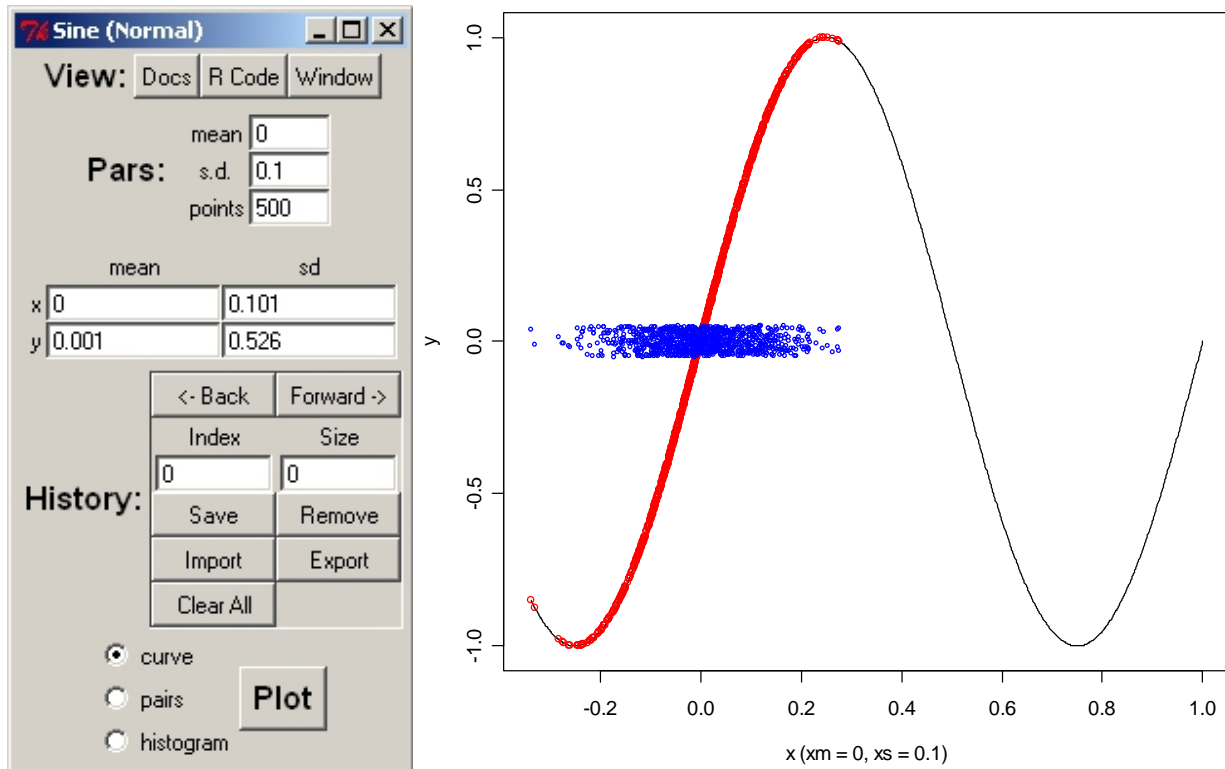 Sine (Normal)
View: Docs R Code Window
mean 0
Pars: s.d. 0.1
points 500
mean sd
x 0 0.101
y 0.001 0.526
<- Back Forward ->
Index Size
0 0
History:
Save Remove
Import Export
Clear All
curve
pairs
histogram
Plot
1.0
0.5
0.0
-0.5
-1.0
y
-0.2 0.0 0.2 0.4 0.6 0.8 1.0
x (xm = 0, xs = 0.1)